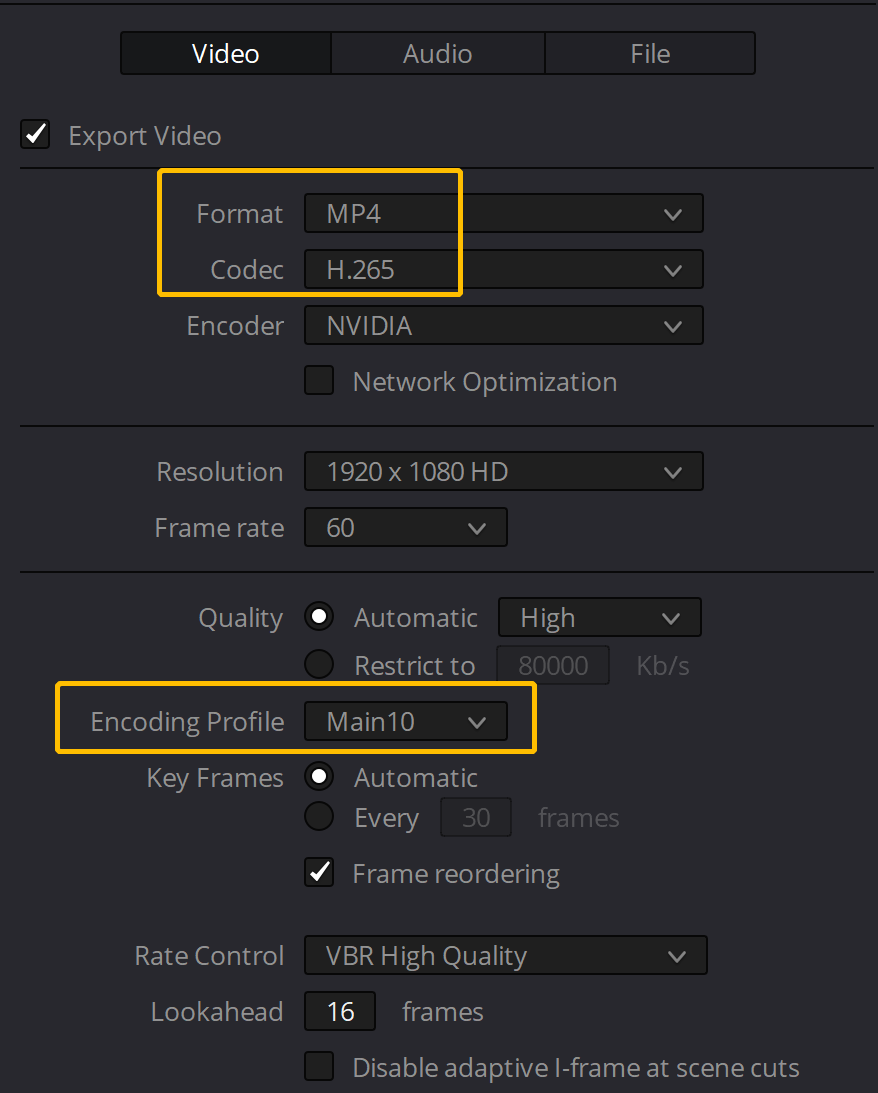 Video Audio File
Export Video
Format MP4
Codec H.265
Encoder NVIDIA
Network Optimization
Resolution 1920 x 1080 HD
Frame rate 60
Quality Automatic High
Restrict to 80000 Kb/s
Encoding Profile Main10
Key Frames Automatic
Every 30 frames
Frame reordering
Rate Control VBR High Quality
Lookahead 16 frames
Disable adaptive I-frame at scene cuts